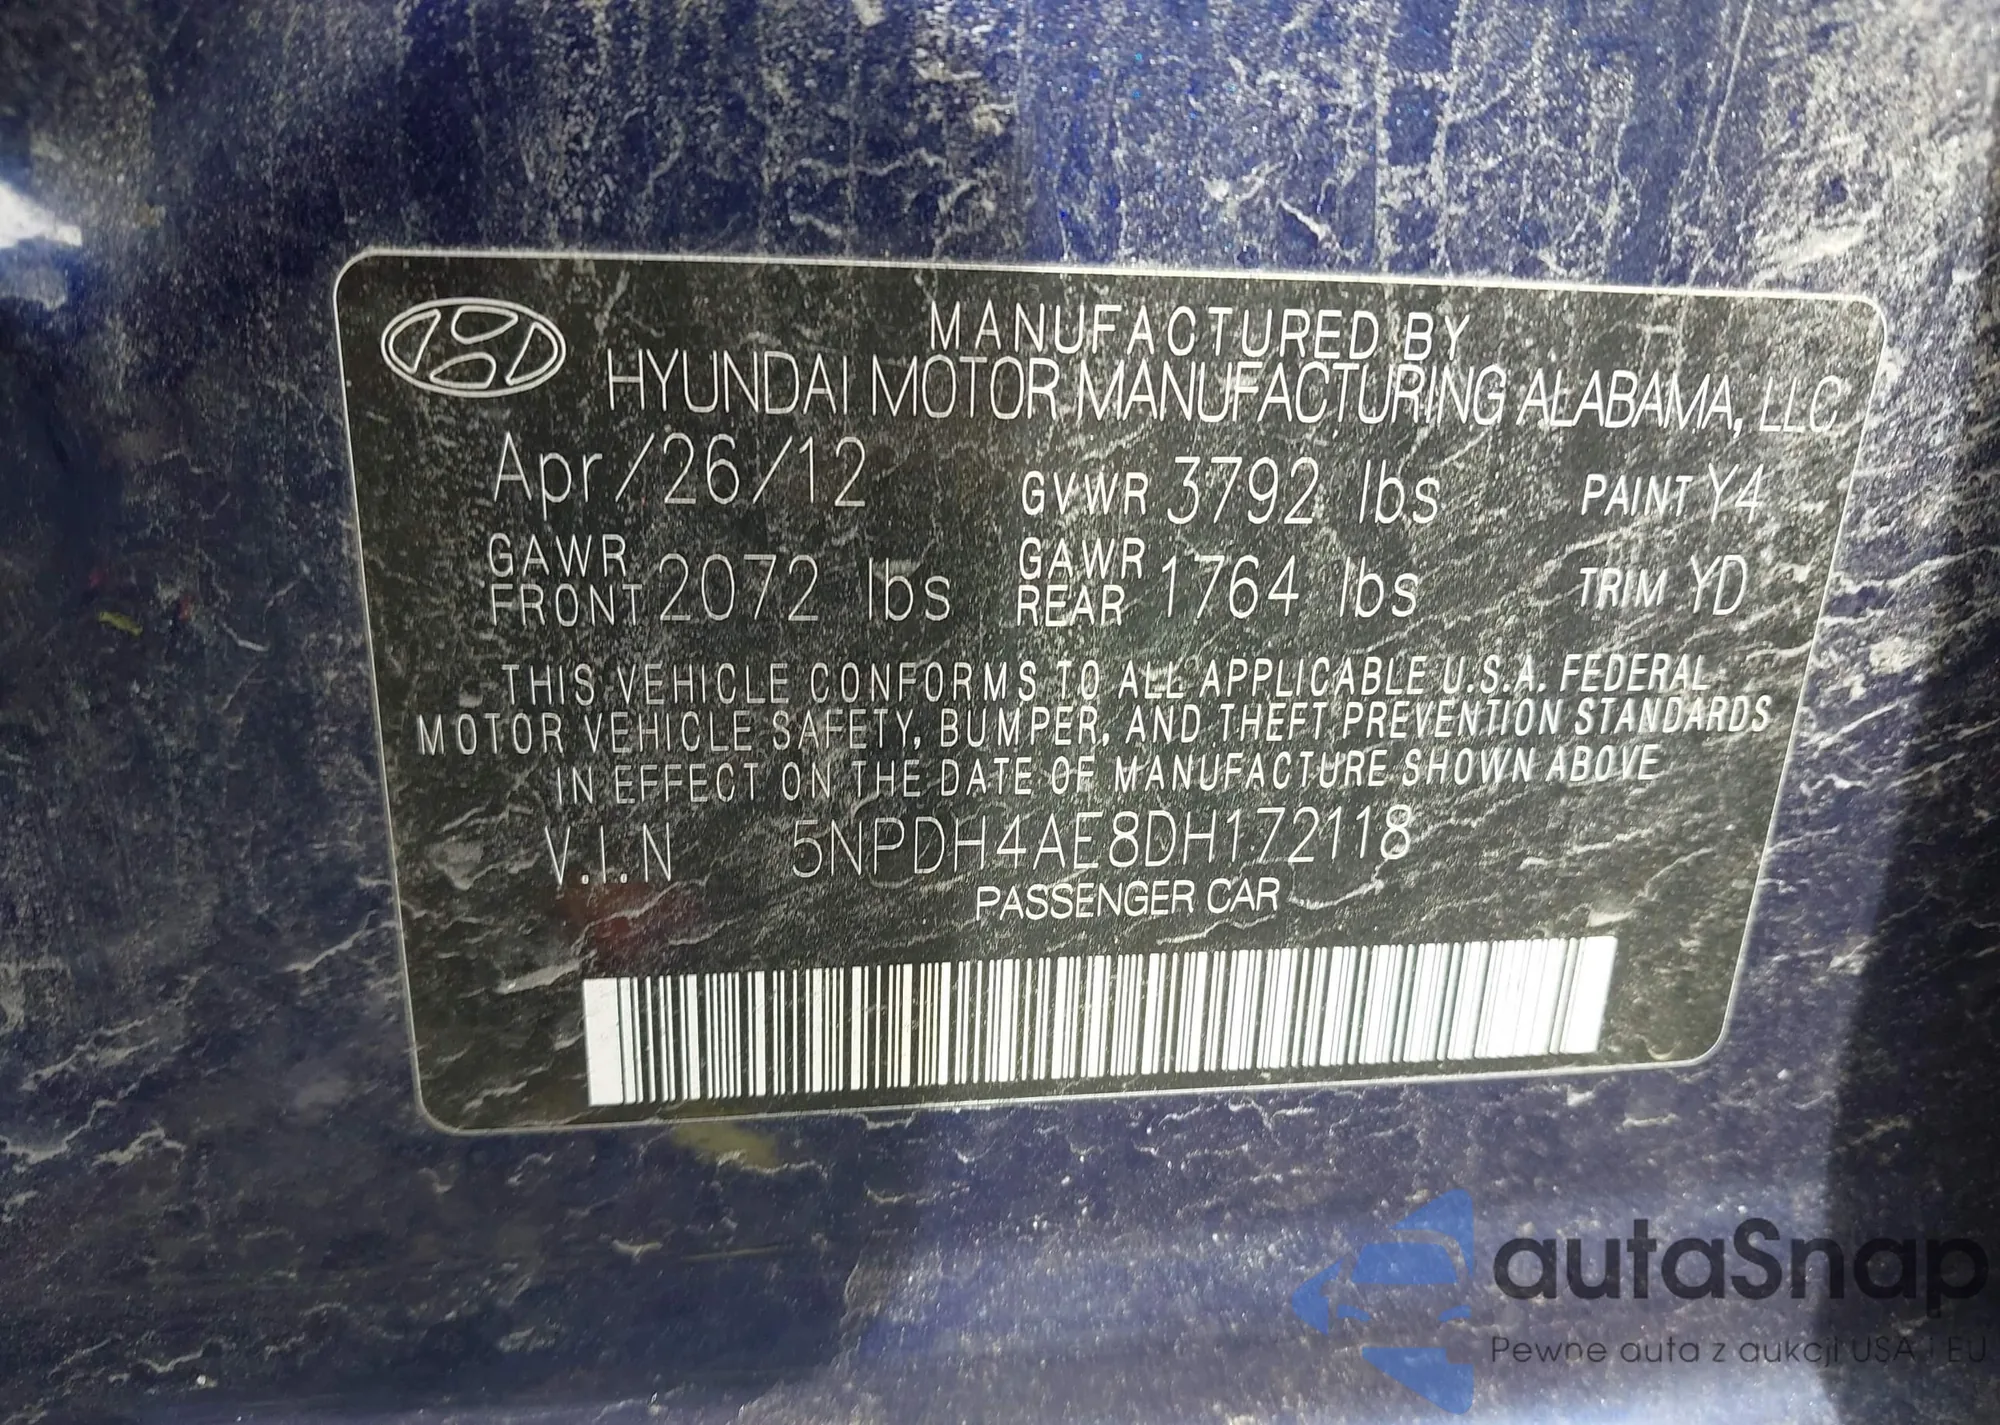 MANUFACTURED BY
HYUNDAI MOTOR MANUFACTURING ALABAMA, LLC
Apr/26/12 GVWR 3792 lbs PAINT Y4
GAWR FRONT 2072 lbs GAWR REAR 1764 lbs TRIM YD
THIS VEHICLE CONFORMS TO ALL APPLICABLE U.S.A. FEDERAL
MOTOR VEHICLE SAFETY, BUMPER, AND THEFT PREVENTION STANDARDS
IN EFFECT ON THE DATE OF MANUFACTURE SHOWN ABOVE
V.I.N 5NPDH4AE8DH172118
PASSENGER CAR
autaSnap
Pewne auta z aukcji USA i EU